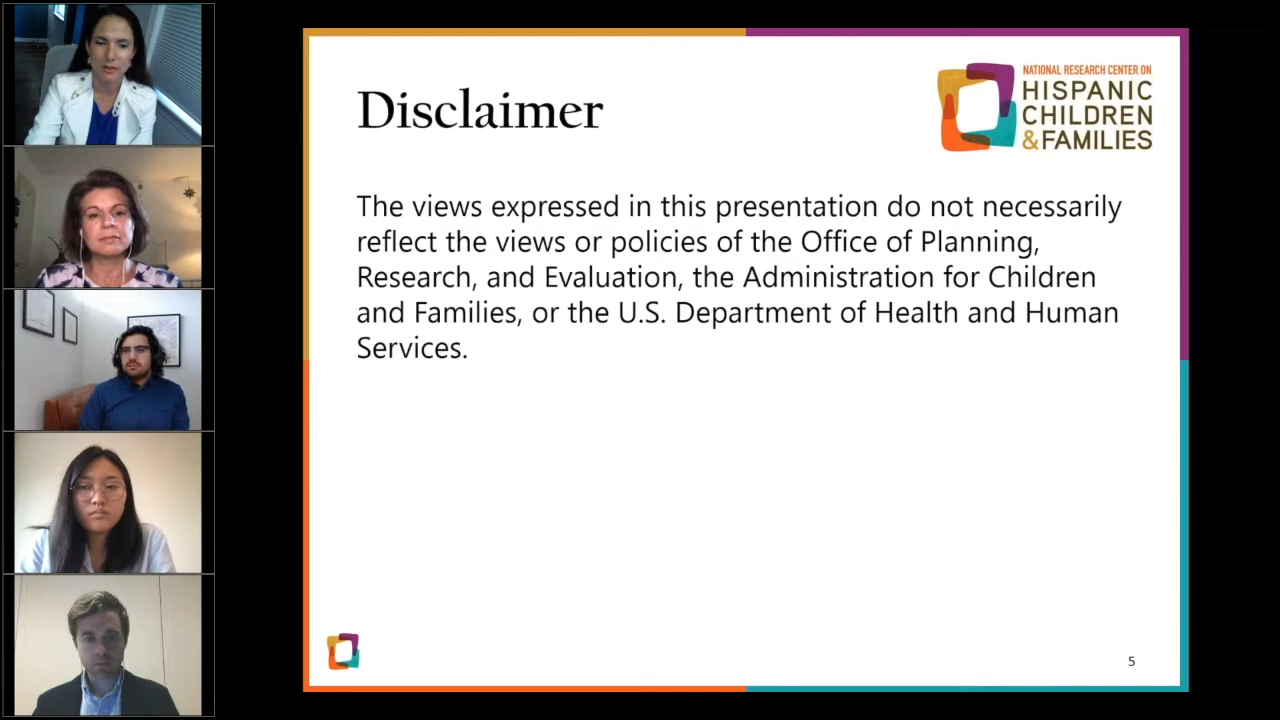 Disclaimer
NATIONAL RESEARCH CENTER ON
HISPANIC
CHILDREN
&FAMILIES
The views expressed in this presentation do not necessarily
reflect the views or policies of the Office of Planning,
Research, and Evaluation, the Administration for Children
and Families, or the U.S. Department of Health and Human
Services.
5